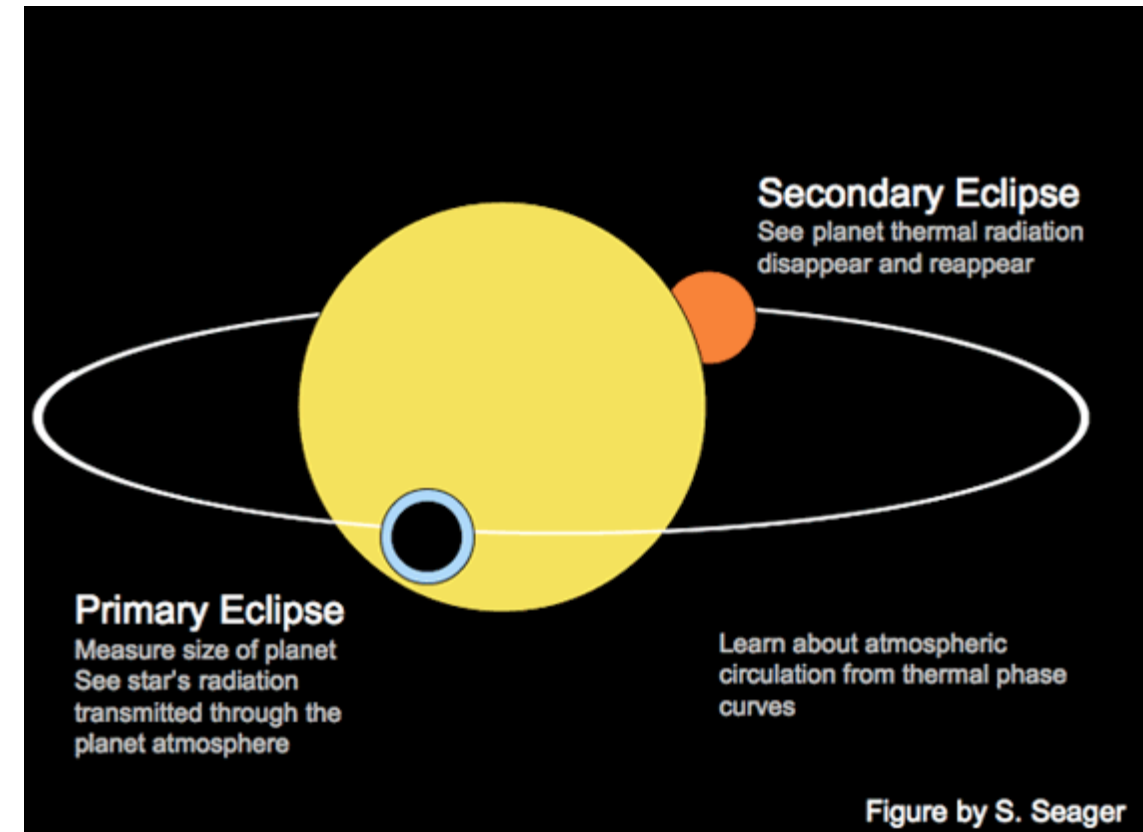 Secondary Eclipse
See planet thermal radiation
disappear and reappear
Primary Eclipse
Measure size of planet
See star's radiation
transmitted through the
planet atmosphere
Learn about atmospheric
circulation from thermal phase
curves
Figure by S. Seager